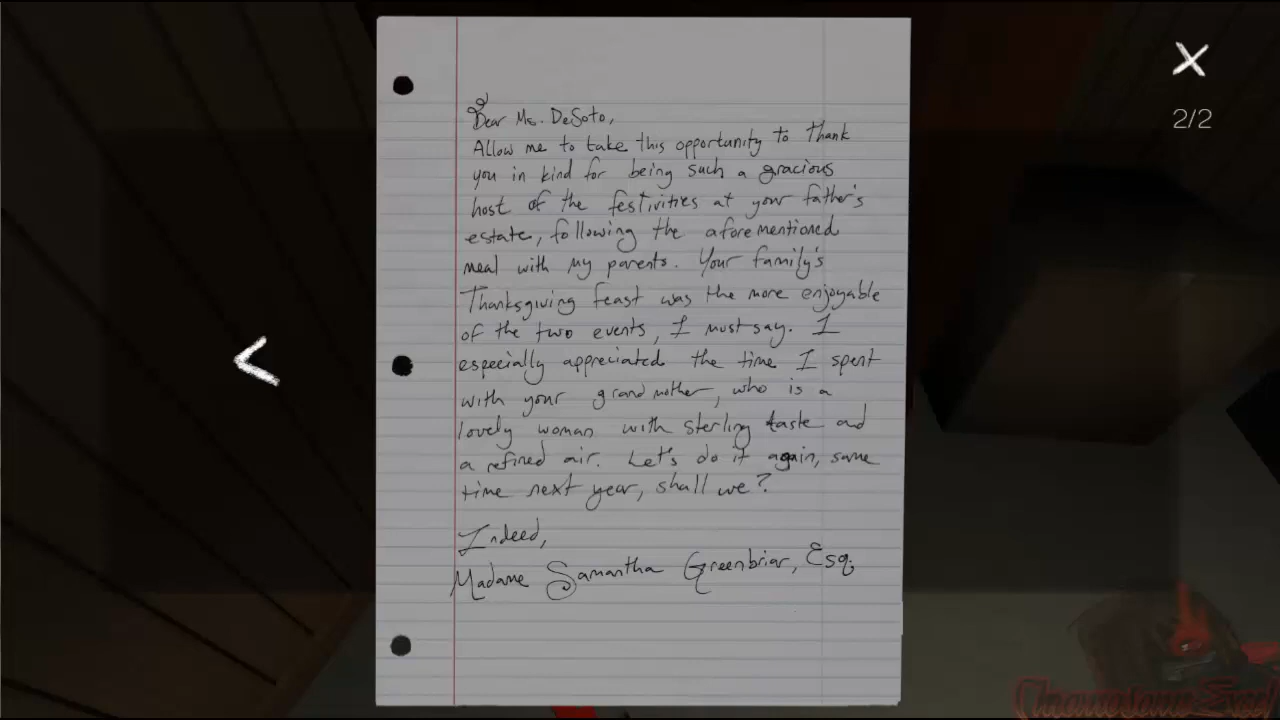 2/2
Dear Ms. DeSoto,
Allow me to take this opportunity to thank
you in kind for being such a gracious
host of the festivities at your father's
estate, following the aforementioned
meal with my parents. Your family's
Thanksgiving feast was the more enjoyable
of the two events, I must say. I
especially appreciated the time I spent
with your grandmother, who is a
lovely woman with sterling taste and
a refined air. Let's do it again, same
time next year, shall we?
Indeed,
Madame Samantha Greenbriar, Esq.